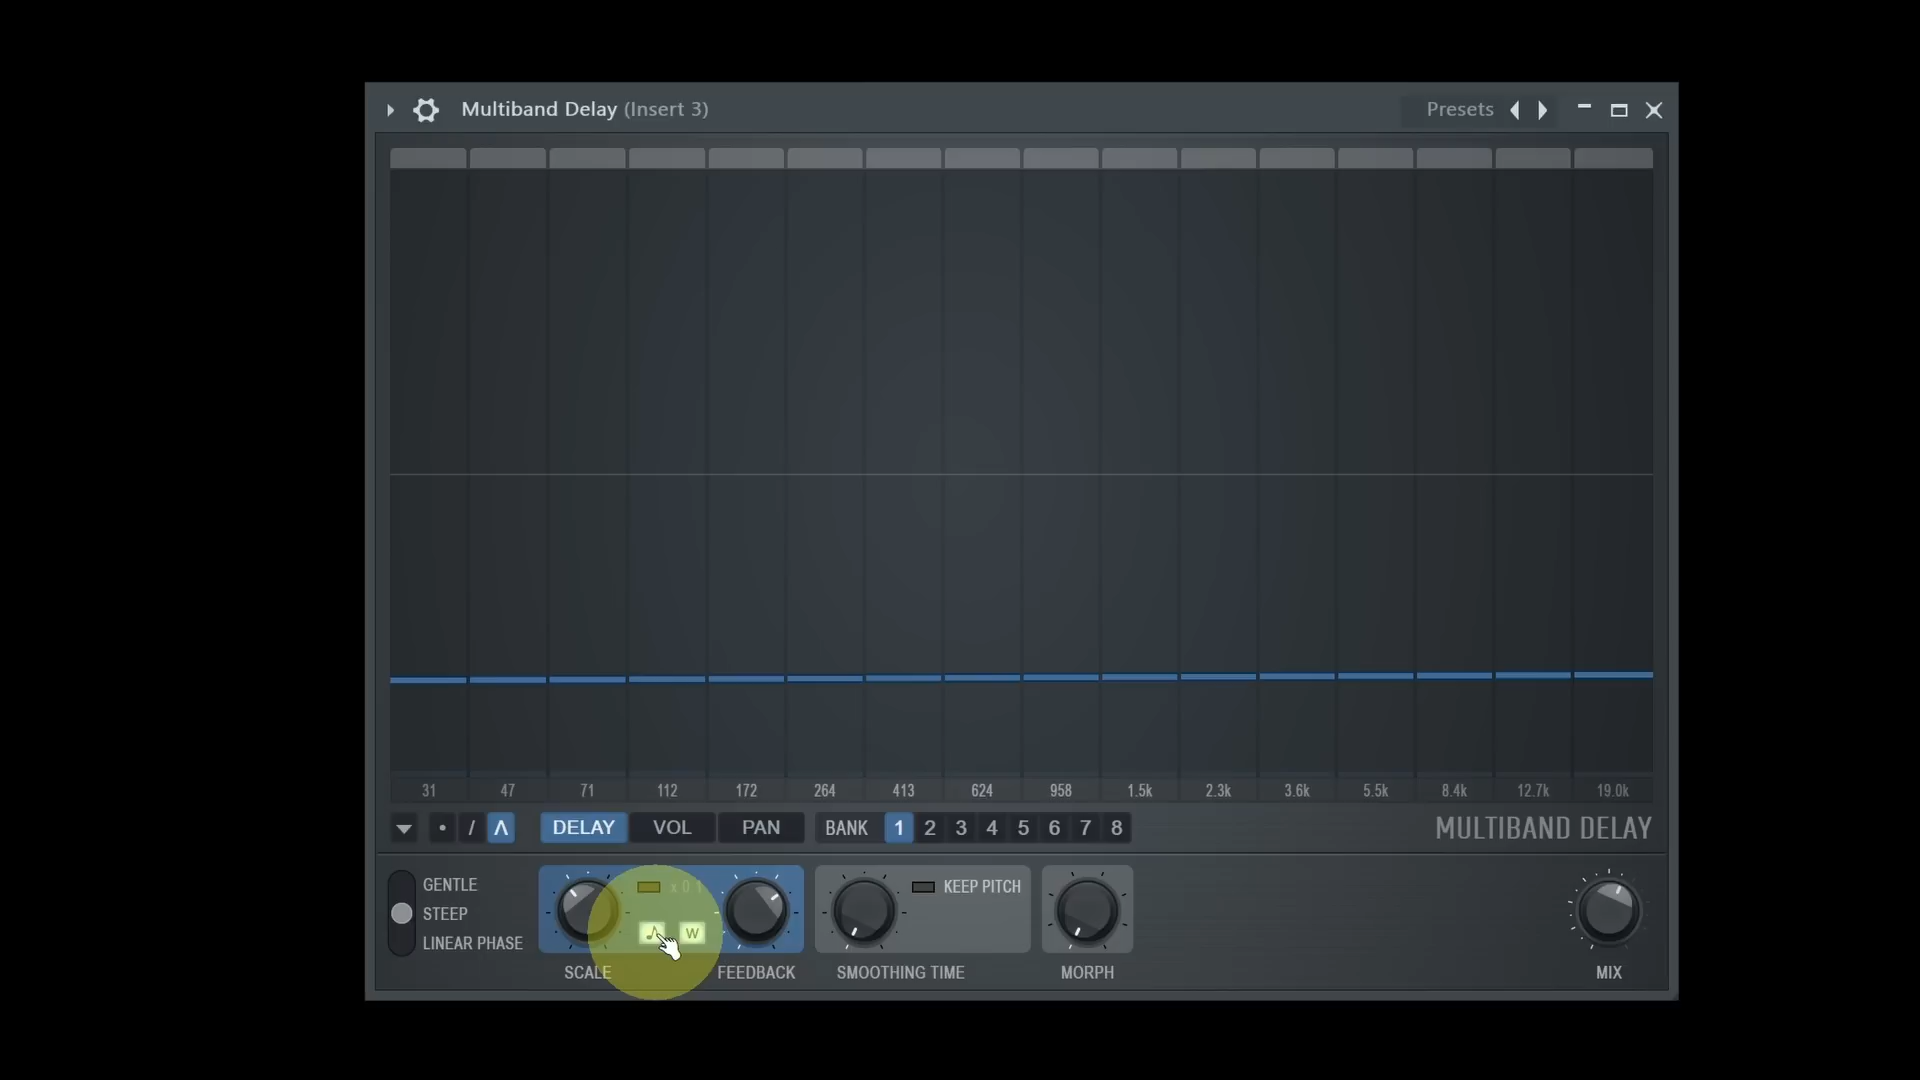 Multiband Delay (Insert 3)
Presets
31 47 71 112 172 264 413 624 958 1.5k 2.3k 3.6k 5.5k 8.4k 12.7k 19.0k
DELAY VOL PAN BANK 1 2 3 4 5 6 7 8
MULTIBAND DELAY
GENTLE
STEEP
LINEAR PHASE
x 0.1
W
KEEP PITCH
SCALE FEEDBACK SMOOTHING TIME MORPH MIX